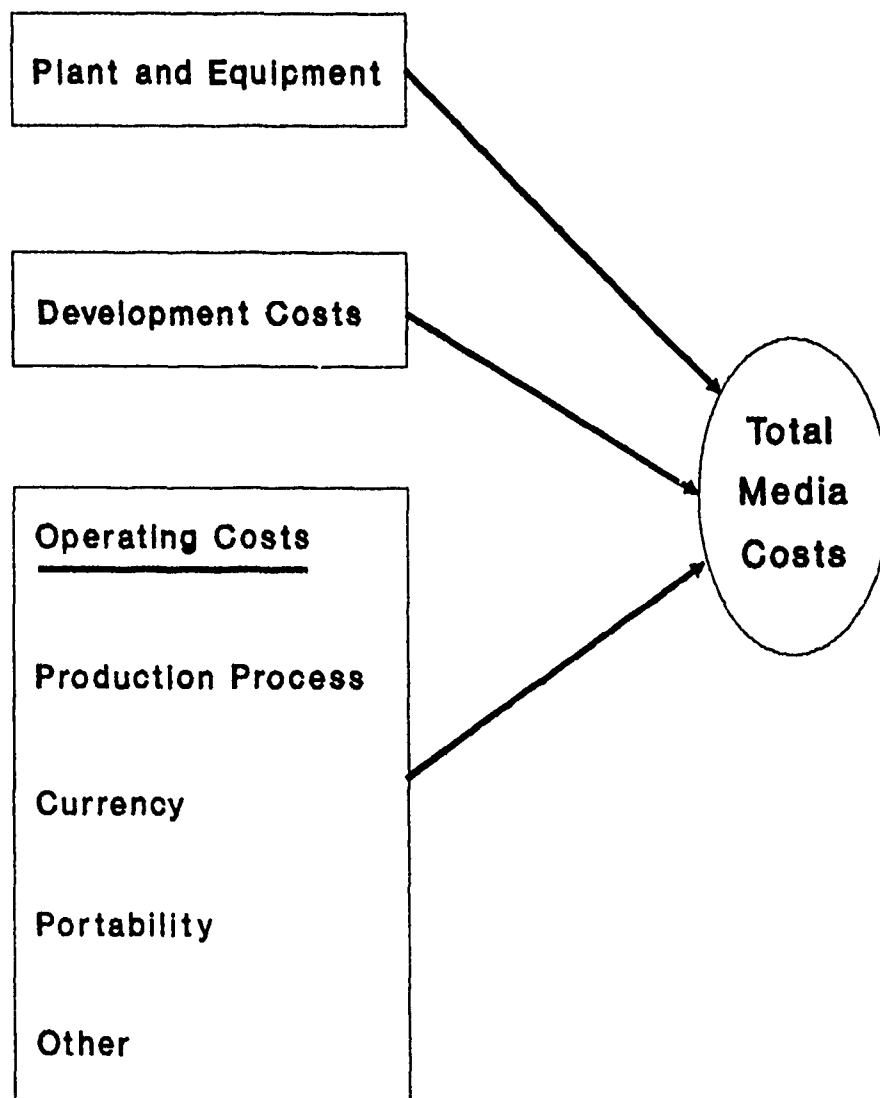 Plant and Equipment
Development Costs
Operating Costs
Production Process
Currency
Portability
Other
Total
Media
Costs